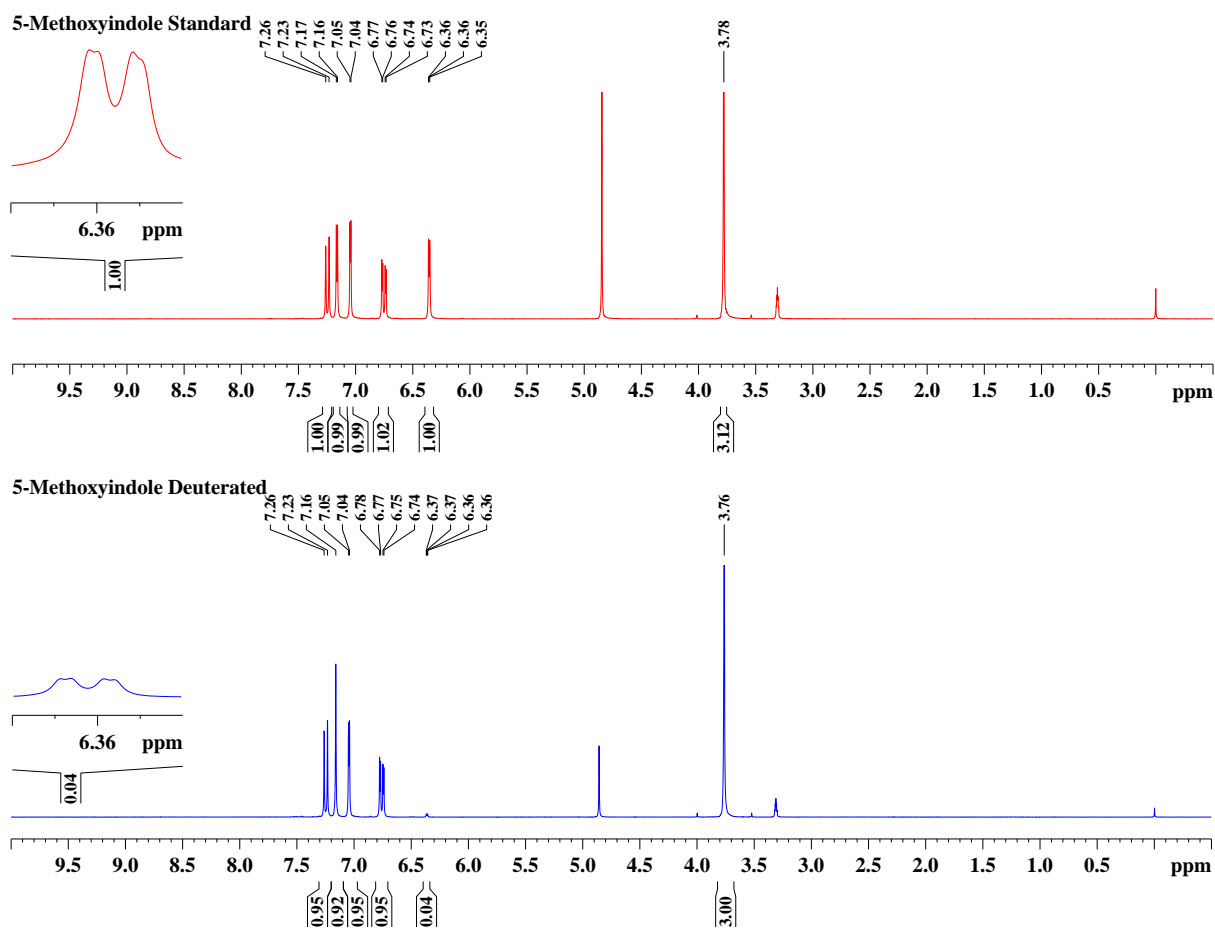 5-Methoxyindole Standard
7.26 7.23 7.17 7.16 7.05 7.04 6.77 6.76 6.74 6.73 6.36 6.36 6.35
3.78
6.36 ppm
1.00
9.5 9.0 8.5 8.0 7.5 7.0 6.5 6.0 5.5 5.0 4.5 4.0 3.5 3.0 2.5 2.0 1.5 1.0 0.5 ppm
1.00 0.99 0.99 1.02 1.00 3.12
5-Methoxyindole Deuterated
7.26 7.23 7.16 7.05 7.04 6.78 6.77 6.75 6.74 6.37 6.37 6.36 6.36
3.76
6.36 ppm
0.04
9.5 9.0 8.5 8.0 7.5 7.0 6.5 6.0 5.5 5.0 4.5 4.0 3.5 3.0 2.5 2.0 1.5 1.0 0.5 ppm
0.95 0.92 0.95 0.95 0.04 3.00